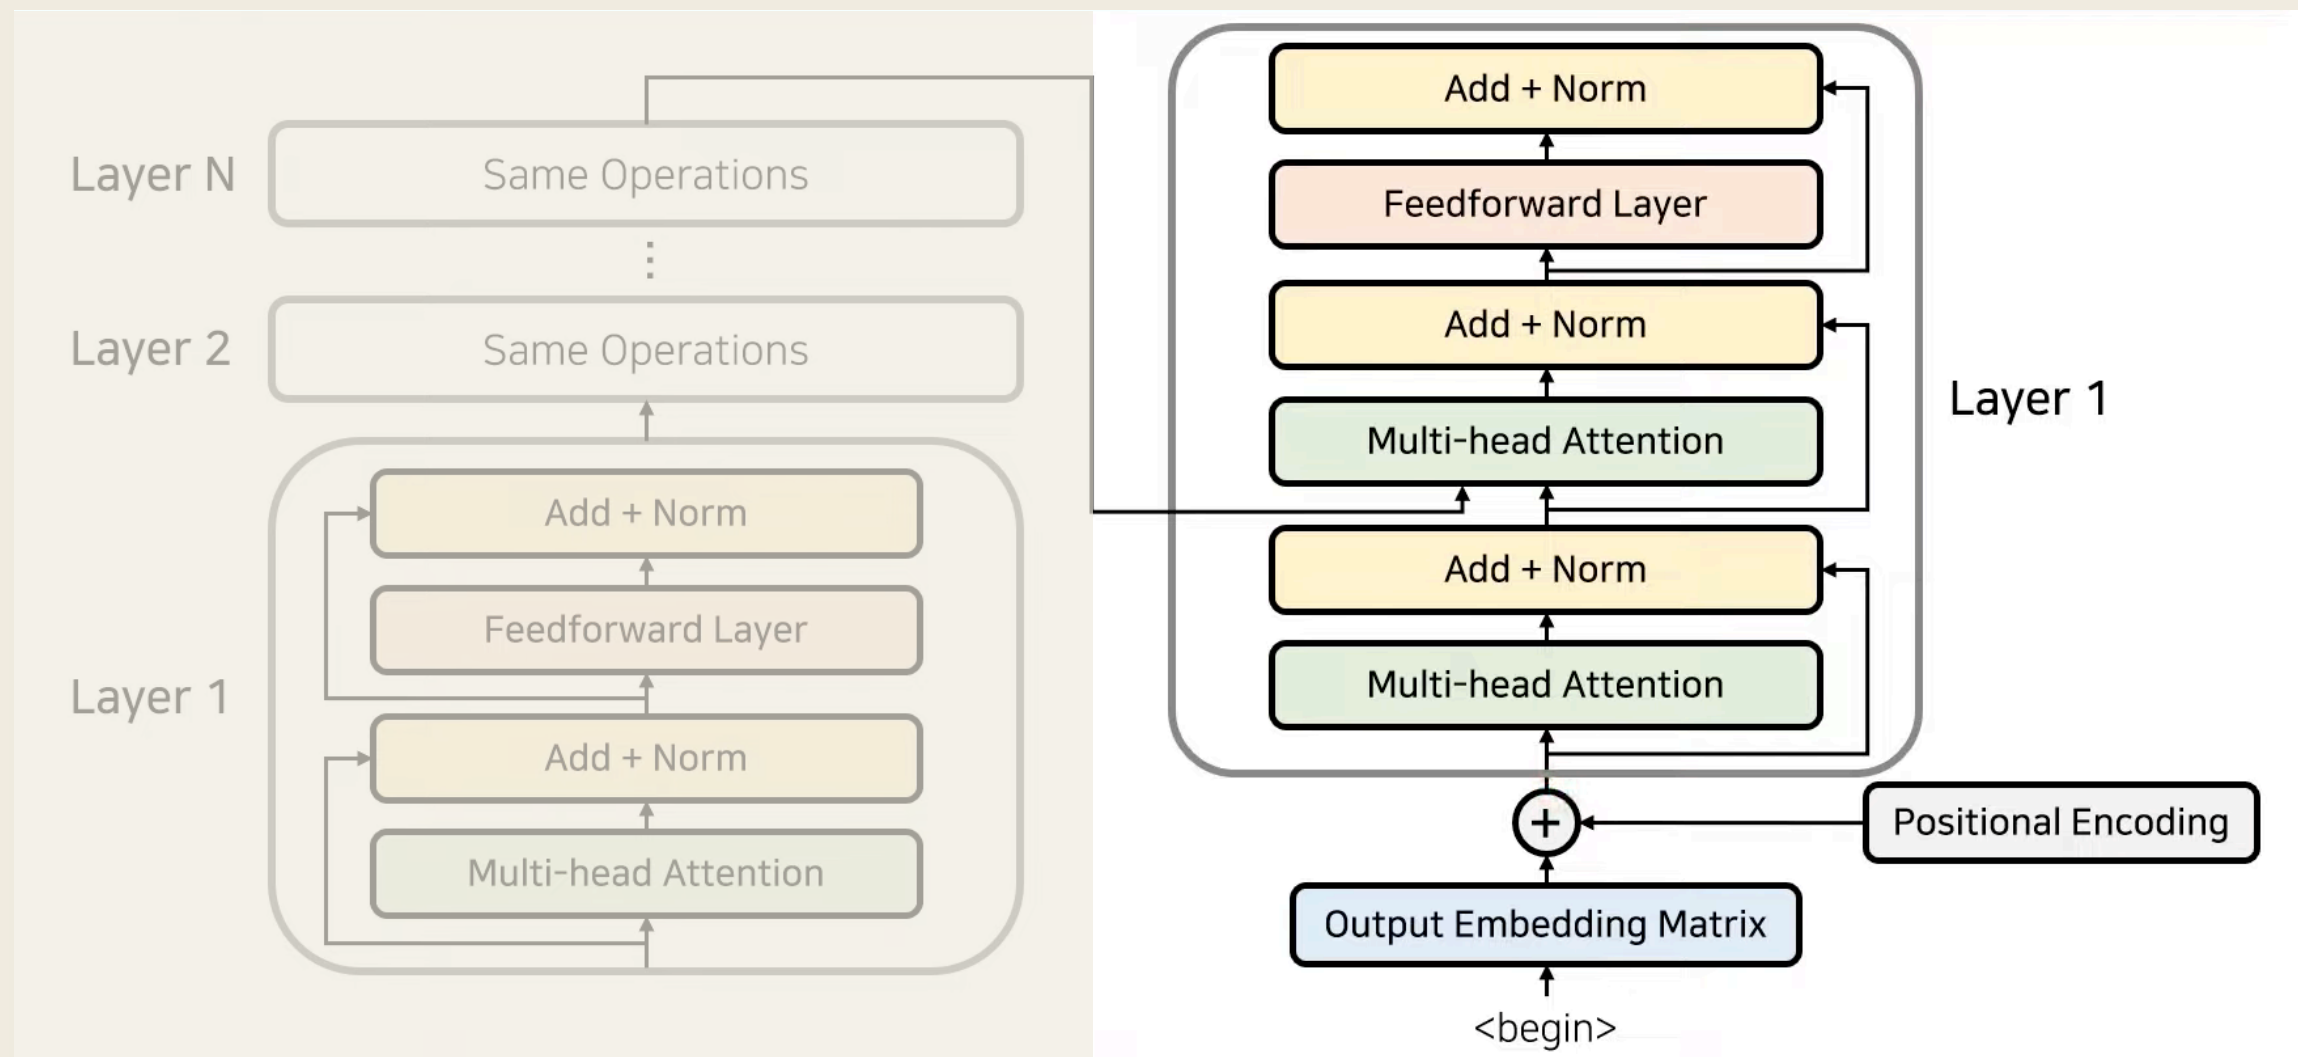 Layer N
Same Operations
⋮
Layer 2
Same Operations
Layer 1
Add + Norm
Feedforward Layer
Add + Norm
Multi-head Attention
Add + Norm
Feedforward Layer
Add + Norm
Multi-head Attention
Add + Norm
Multi-head Attention
Layer 1
+
Positional Encoding
Output Embedding Matrix
<begin>